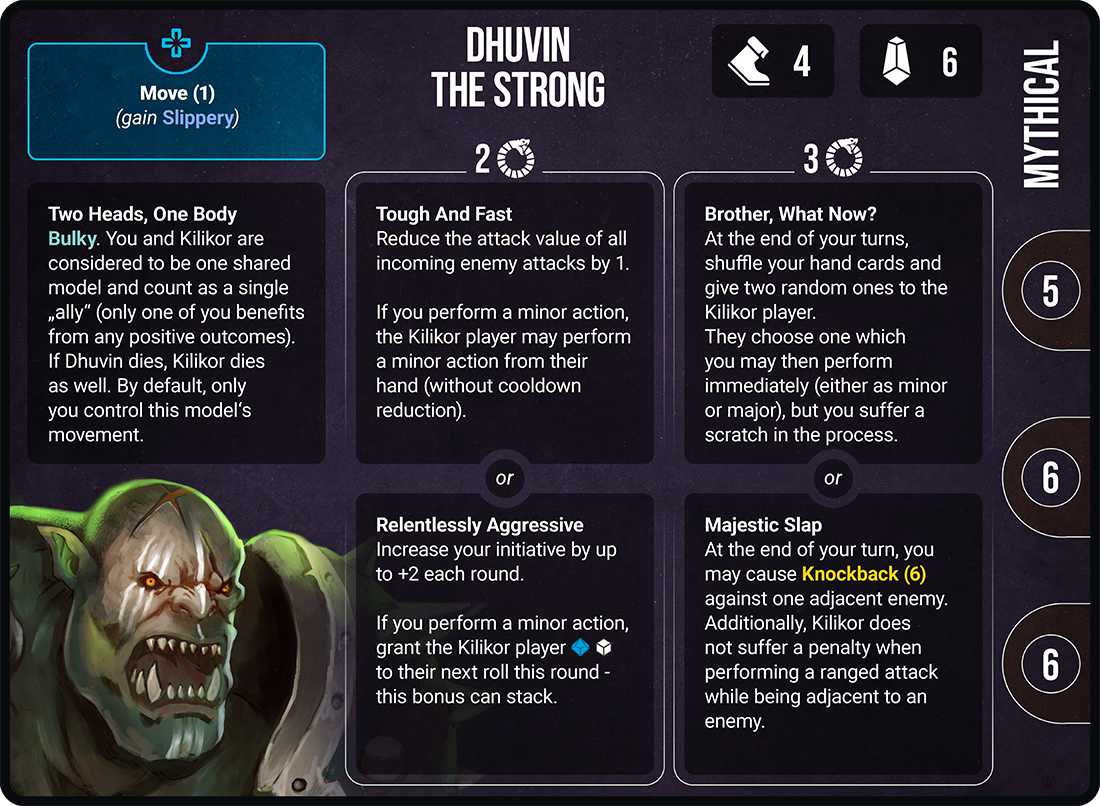 Move (1)
(gain Slippery)
DHUVIN
THE STRONG
4
6
MYTHICAL
Two Heads, One Body
Bulky. You and Kilikor are
considered to be one shared
model and count as a single
„ally“ (only one of you benefits
from any positive outcomes).
If Dhuvin dies, Kilikor dies
as well. By default, only
you control this model‘s
movement.
2
Tough And Fast
Reduce the attack value of all
incoming enemy attacks by 1.
If you perform a minor action,
the Kilikor player may perform
a minor action from their
hand (without cooldown
reduction).
or
Relentlessly Aggressive
Increase your initiative by up
to +2 each round.
If you perform a minor action,
grant the Kilikor player
to their next roll this round -
this bonus can stack.
3
Brother, What Now?
At the end of your turns,
shuffle your hand cards and
give two random ones to the
Kilikor player.
They choose one which
you may then perform
immediately (either as minor
or major), but you suffer a
scratch in the process.
or
Majestic Slap
At the end of your turn, you
may cause Knockback (6)
against one adjacent enemy.
Additionally, Kilikor does
not suffer a penalty when
performing a ranged attack
while being adjacent to an
enemy.
5
6
6